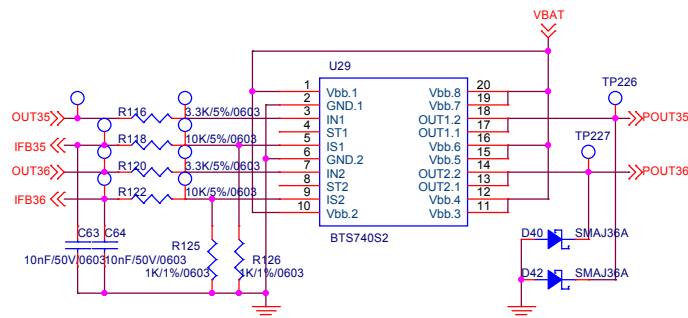 VBAT
U29
1 Vbb.1 Vbb.8 20
2 GND.1 Vbb.7 19
TP226
OUT35 R116 3.3K/5%/0603 3 IN1 OUT1.2 18 POUT35
4 ST1 OUT1.1 17
IFB35 R118 10K/5%/0603 5 IS1 Vbb.6 16
TP227
6 GND.2 Vbb.5 15
OUT36 R120 3.3K/5%/0603 7 IN2 OUT2.2 14 POUT36
8 ST2 OUT2.1 13
IFB36 R122 10K/5%/0603 9 IS2 Vbb.4 12
10 Vbb.2 Vbb.3 11
C63 C64
BTS740S2
D40 SMAJ36A
R125 R126
10nF/50V/0603 10nF/50V/0603
1K/1%/0603 1K/1%/0603
D42 SMAJ36A